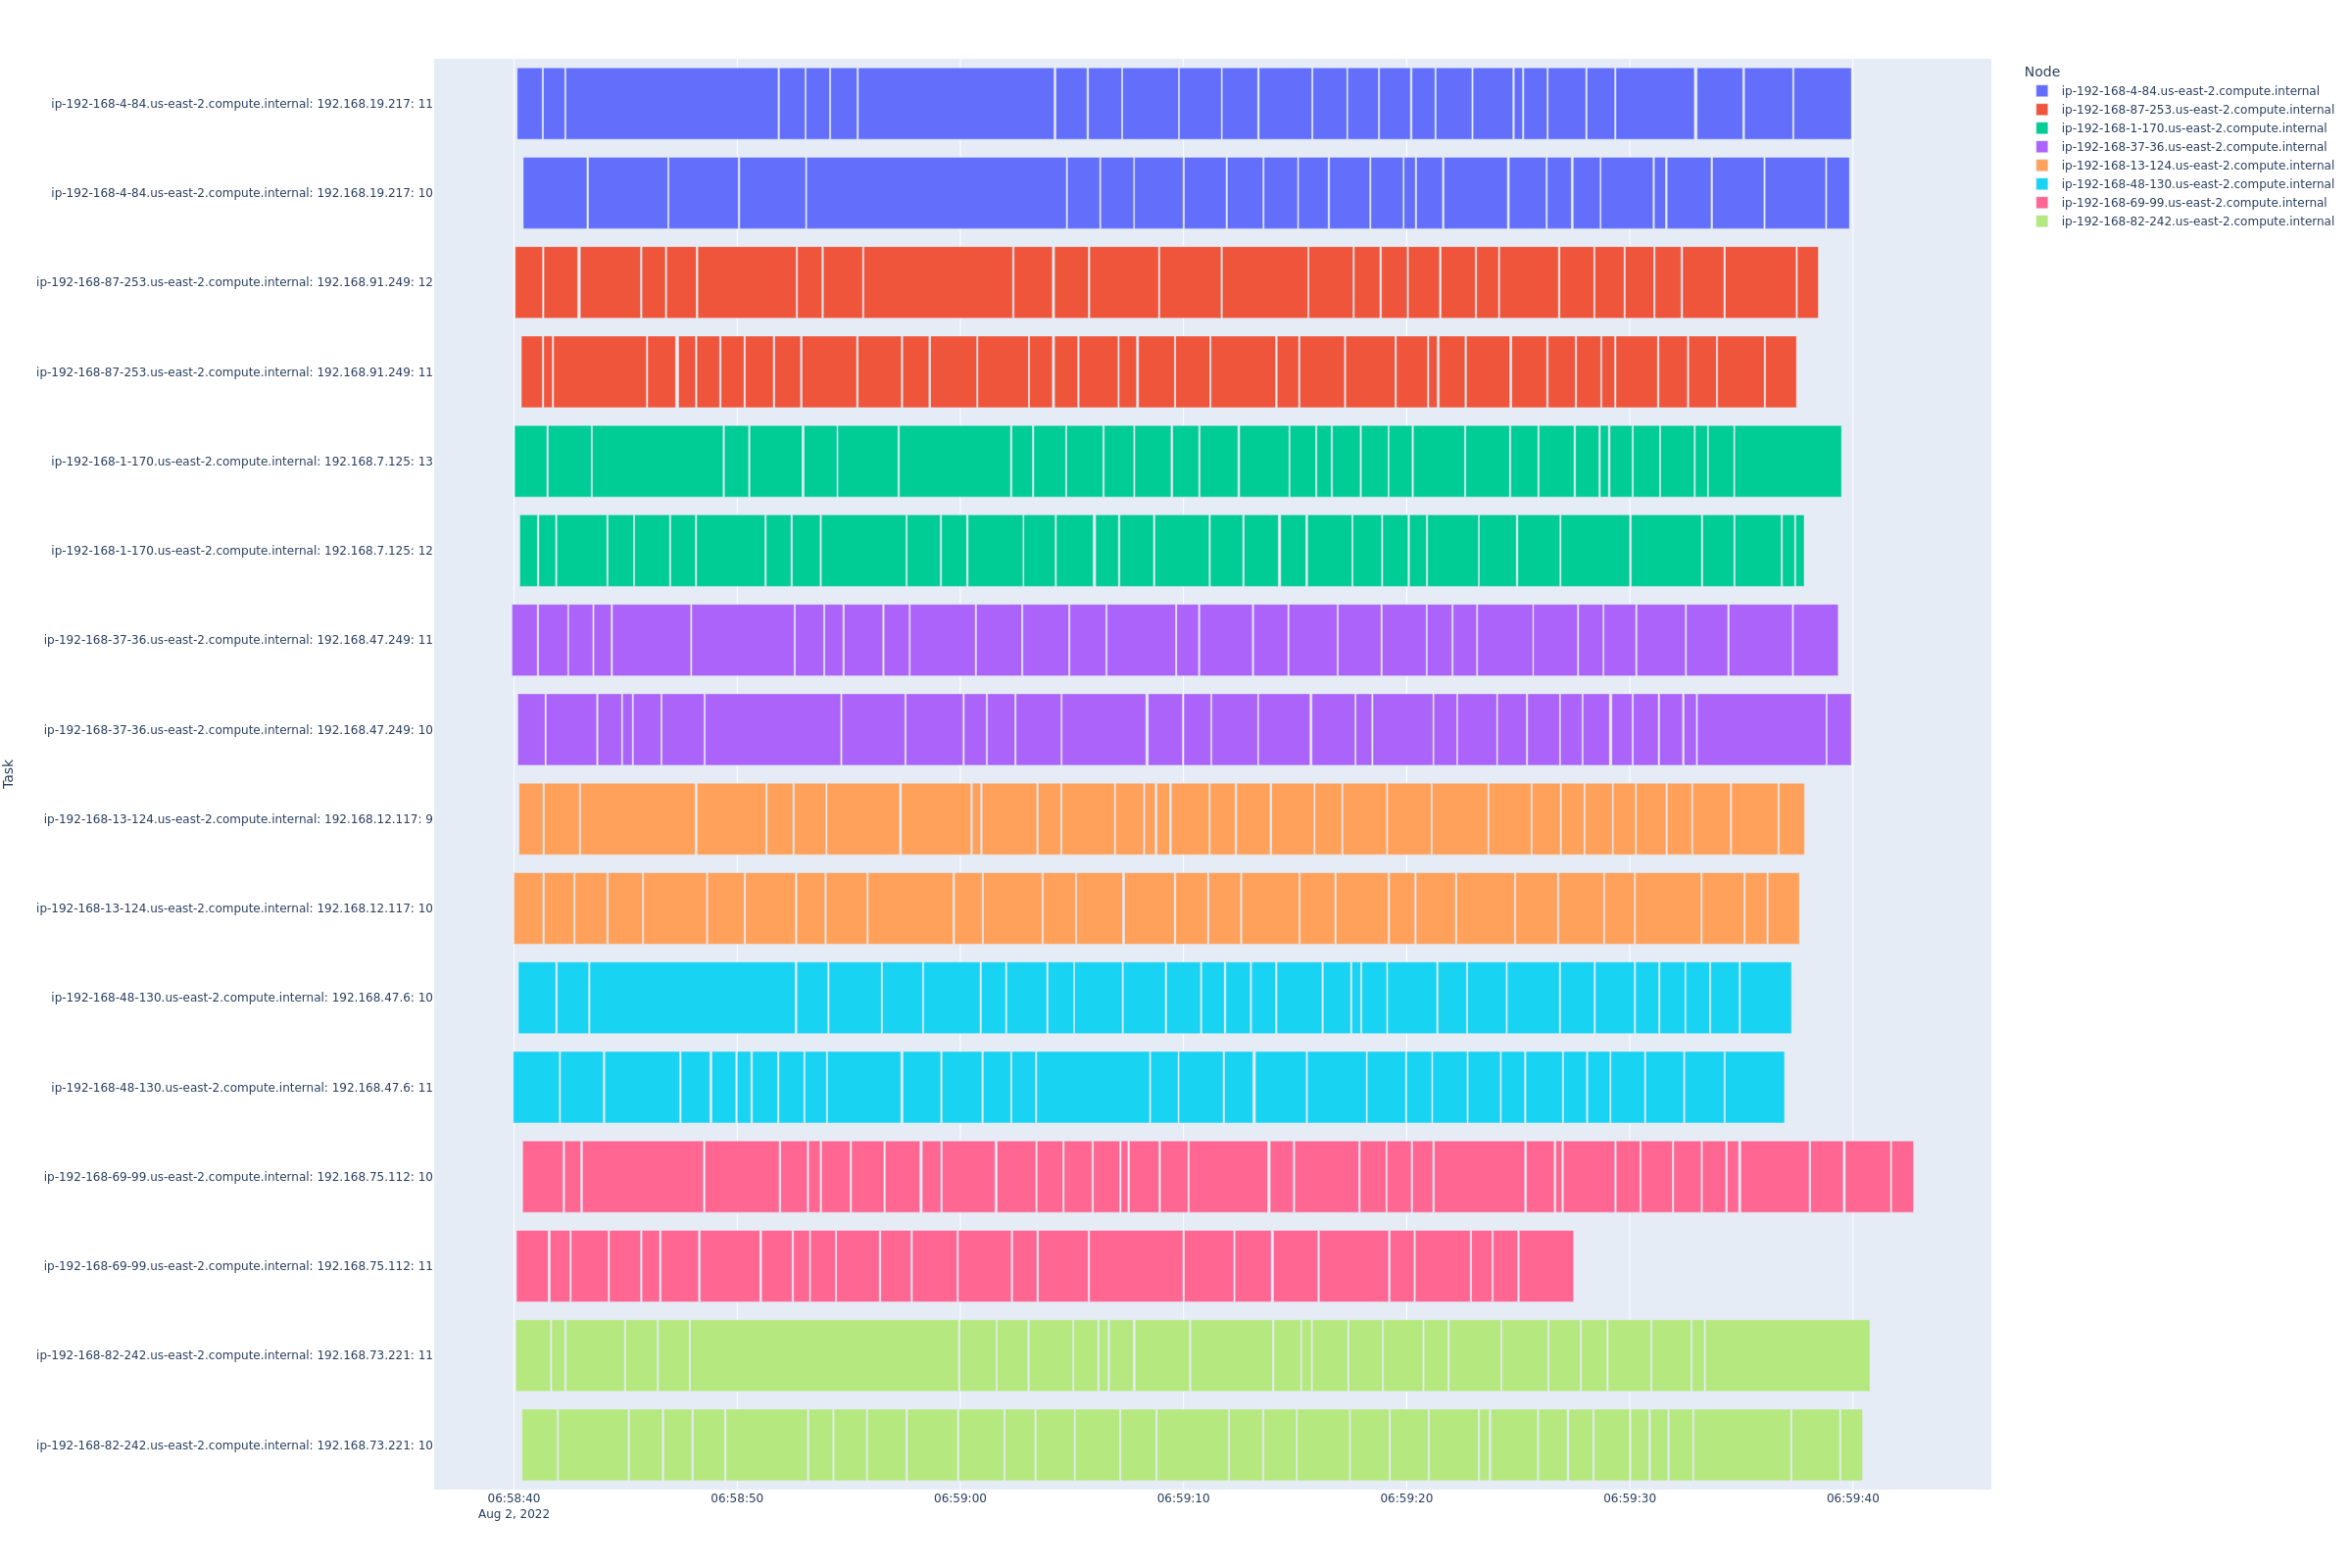 Node
ip-192-168-4-84.us-east-2.compute.internal
ip-192-168-87-253.us-east-2.compute.internal
ip-192-168-1-170.us-east-2.compute.internal
ip-192-168-37-36.us-east-2.compute.internal
ip-192-168-13-124.us-east-2.compute.internal
ip-192-168-48-130.us-east-2.compute.internal
ip-192-168-69-99.us-east-2.compute.internal
ip-192-168-82-242.us-east-2.compute.internal
Task
ip-192-168-4-84.us-east-2.compute.internal: 192.168.19.217: 11
ip-192-168-4-84.us-east-2.compute.internal: 192.168.19.217: 10
ip-192-168-87-253.us-east-2.compute.internal: 192.168.91.249: 12
ip-192-168-87-253.us-east-2.compute.internal: 192.168.91.249: 11
ip-192-168-1-170.us-east-2.compute.internal: 192.168.7.125: 13
ip-192-168-1-170.us-east-2.compute.internal: 192.168.7.125: 12
ip-192-168-37-36.us-east-2.compute.internal: 192.168.47.249: 11
ip-192-168-37-36.us-east-2.compute.internal: 192.168.47.249: 10
ip-192-168-13-124.us-east-2.compute.internal: 192.168.12.117: 9
ip-192-168-13-124.us-east-2.compute.internal: 192.168.12.117: 10
ip-192-168-48-130.us-east-2.compute.internal: 192.168.47.6: 10
ip-192-168-48-130.us-east-2.compute.internal: 192.168.47.6: 11
ip-192-168-69-99.us-east-2.compute.internal: 192.168.75.112: 10
ip-192-168-69-99.us-east-2.compute.internal: 192.168.75.112: 11
ip-192-168-82-242.us-east-2.compute.internal: 192.168.73.221: 11
ip-192-168-82-242.us-east-2.compute.internal: 192.168.73.221: 10
06:58:40 06:58:50 06:59:00 06:59:10 06:59:20 06:59:30 06:59:40
Aug 2, 2022